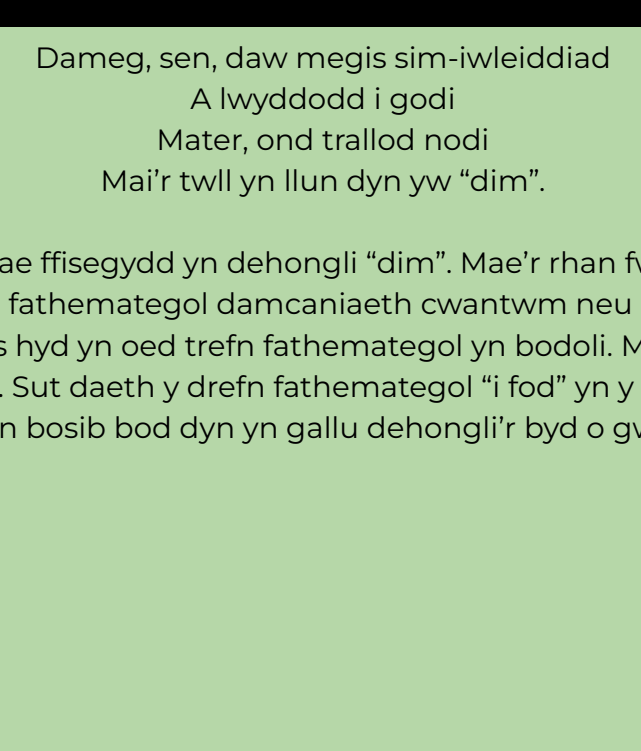 Dameg, sen, daw megis sim-iwleiddiad
A lwyddodd i godi
Mater, ond trallod nodi
Mai'r twll yn llun dyn yw “dim”.
ffisegydd yn dehongli “dim”. Mae'r rhan
fathemategol damcaniaeth cwantwm neu
hyd yn oed trefn fathemategol yn bodoli.
. Sut daeth y drefn fathemategol “i fod” yn y
bosib bod dyn yn gallu dehongli'r byd o